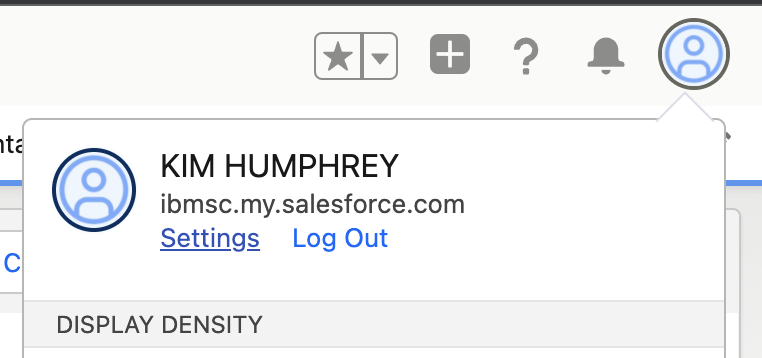 KIM HUMPHREY
ibmsc.my.salesforce.com
Settings Log Out
DISPLAY DENSITY